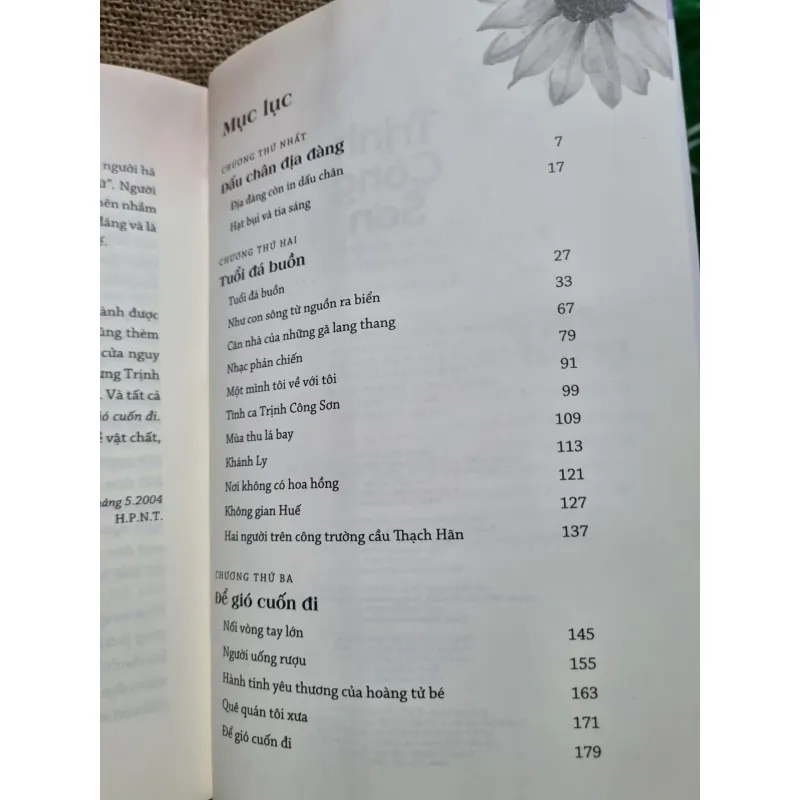 người hà
ữ". Người
nên nhầm
đáng và là
ành được
àng thêm
cửa nguy
ưng Trịnh
. Và tất cả
ó cuốn đi.
vật chất,
háng 5.2004
H.P.N.T.
Mục lục
CHƯƠNG THỨ NHẤT
Dấu chân địa đàng
Địa đàng còn in dấu chân 7
Hạt bụi và tia sáng 17
CHƯƠNG THỨ HAI
Tuổi đá buồn
Tuổi đá buồn 27
Như con sông từ nguồn ra biển 33
Căn nhà của những gã lang thang 67
Nhạc phản chiến 79
Một mình tôi về với tôi 91
Tình ca Trịnh Công Sơn 99
Mùa thu lá bay 109
Khánh Ly 113
Nơi không có hoa hồng 121
Không gian Huế 127
Hai người trên công trường cầu Thạch Hãn 137
CHƯƠNG THỨ BA
Để gió cuốn đi
Nối vòng tay lớn 145
Người uống rượu 155
Hành tinh yêu thương của hoàng tử bé 163
Quê quán tôi xưa 171
Để gió cuốn đi 179